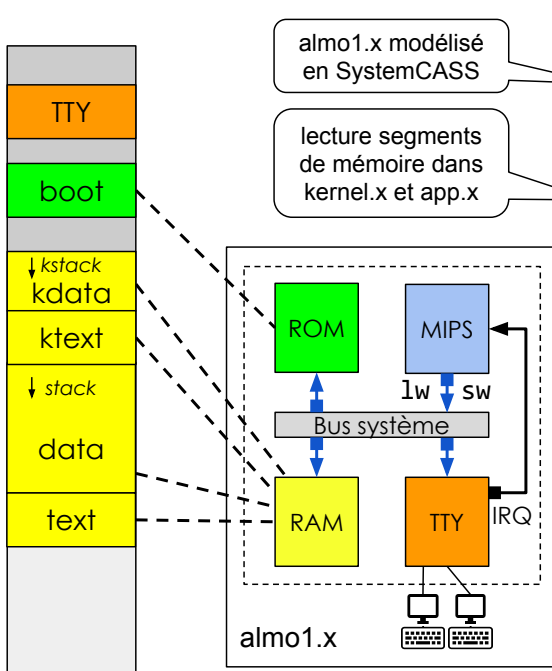 almo1.x modélisé
en SystemCASS
lecture segments
de mémoire dans
kernel.x et app.x
TTY
boot
kstack
kdata
ktext
stack
data
text
ROM
MIPS
lw sw
Bus système
RAM
TTY
IRQ
almo1.x